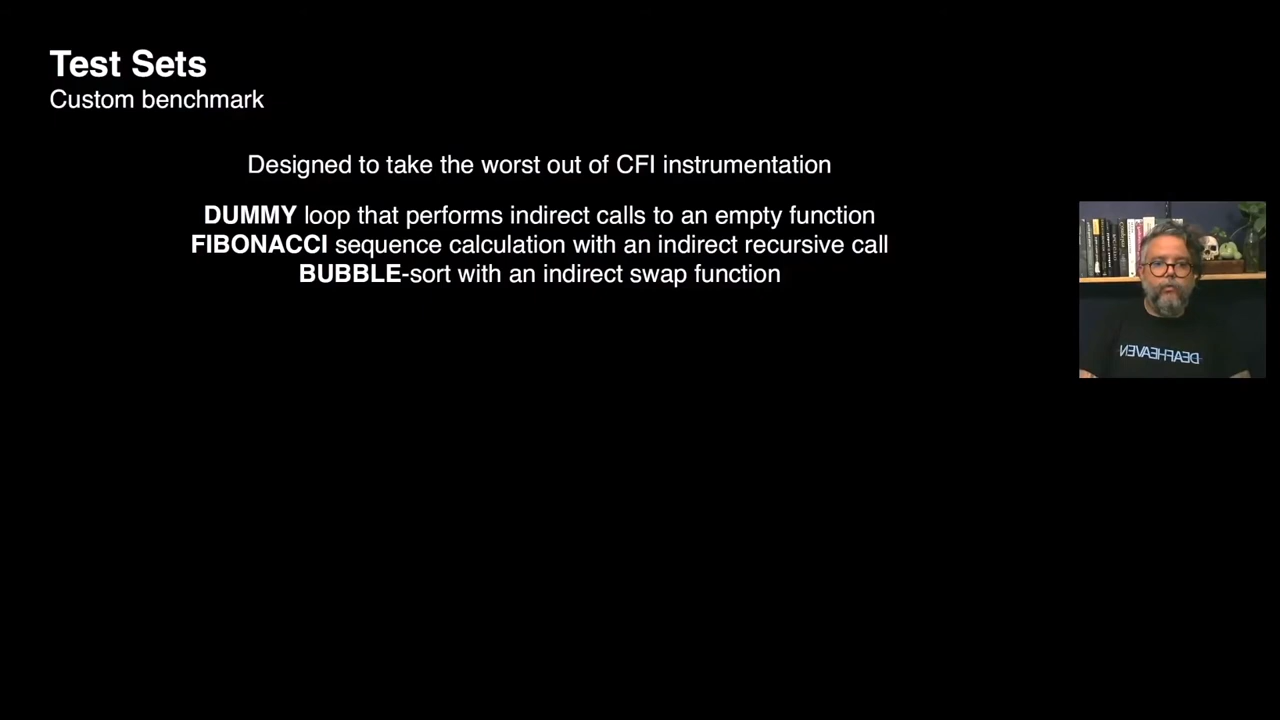 Test Sets
Custom benchmark
Designed to take the worst out of CFI instrumentation
DUMMY loop that performs indirect calls to an empty function
FIBONACCI sequence calculation with an indirect recursive call
BUBBLE-sort with an indirect swap function
DEAFHEAVEN